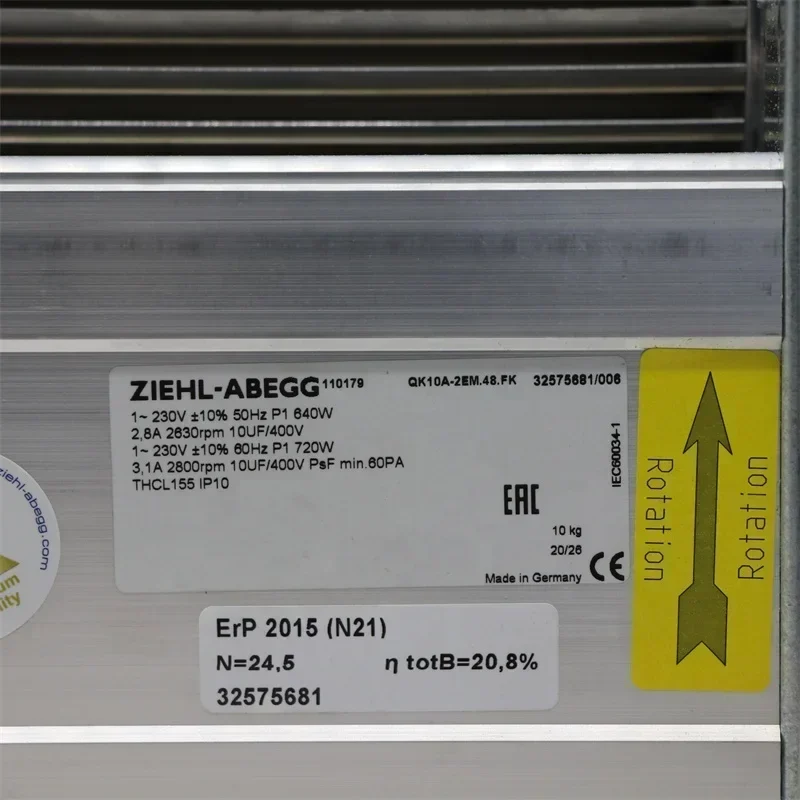 ZIEHL-ABEGG 110179 QK10A-2EM.48.FK 32575681/006
1~ 230V ±10% 50Hz P1 640W
2,8A 2630rpm 10UF/400V
1~ 230V ±10% 60Hz P1 720W
3,1A 2800rpm 10UF/400V PsF min.60PA
THCL155 IP10
IEC60034-1
EAC
10 kg
20/26
Made in Germany CE
Rotation
Rotation
ziehl-abegg.com
ErP 2015 (N21)
N=24,5 η totB=20,8%
32575681